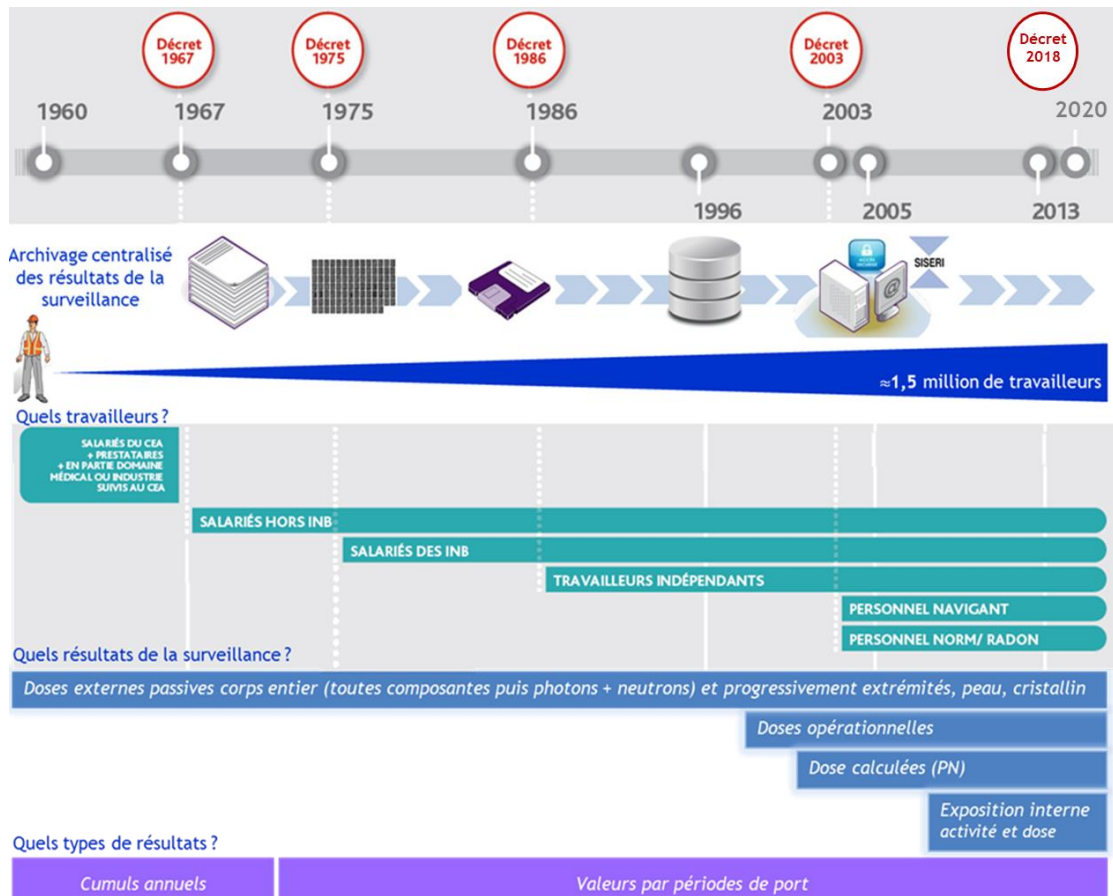 Décret
1967
Décret
1975
Décret
1986
Décret
2003
Décret
2018
1960
1967
1975
1986
2003
2020
1996
2005
2013
Archivage centralisé
des résultats de la
surveillance
SISERI
≈1,5 million de travailleurs
Quels travailleurs ?
SALARIÉS DU CEA
+ PRESTATAIRES
+ EN PARTIE DOMAINE
MÉDICAL OU INDUSTRIE
SUIVIS AU CEA
SALARIÉS HORS INB
SALARIÉS DES INB
TRAVAILLEURS INDÉPENDANTS
PERSONNEL NAVIGANT
PERSONNEL NORM/ RADON
Quels résultats de la surveillance ?
Doses externes passives corps entier (toutes composantes puis photons + neutrons) et progressivement extrémités, peau, cristallin
Doses opérationnelles
Dose calculées (PN)
Exposition interne
activité et dose
Quels types de résultats ?
Cumuls annuels
Valeurs par périodes de port